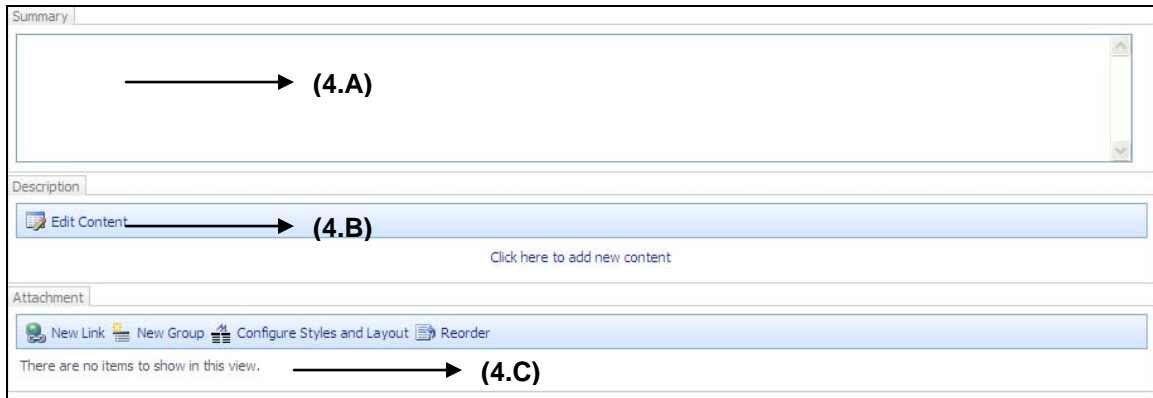 Summary
(4.A)
Description
Edit Content (4.B)
Click here to add new content
Attachment
New Link New Group Configure Styles and Layout Reorder
There are no items to show in this view. (4.C)